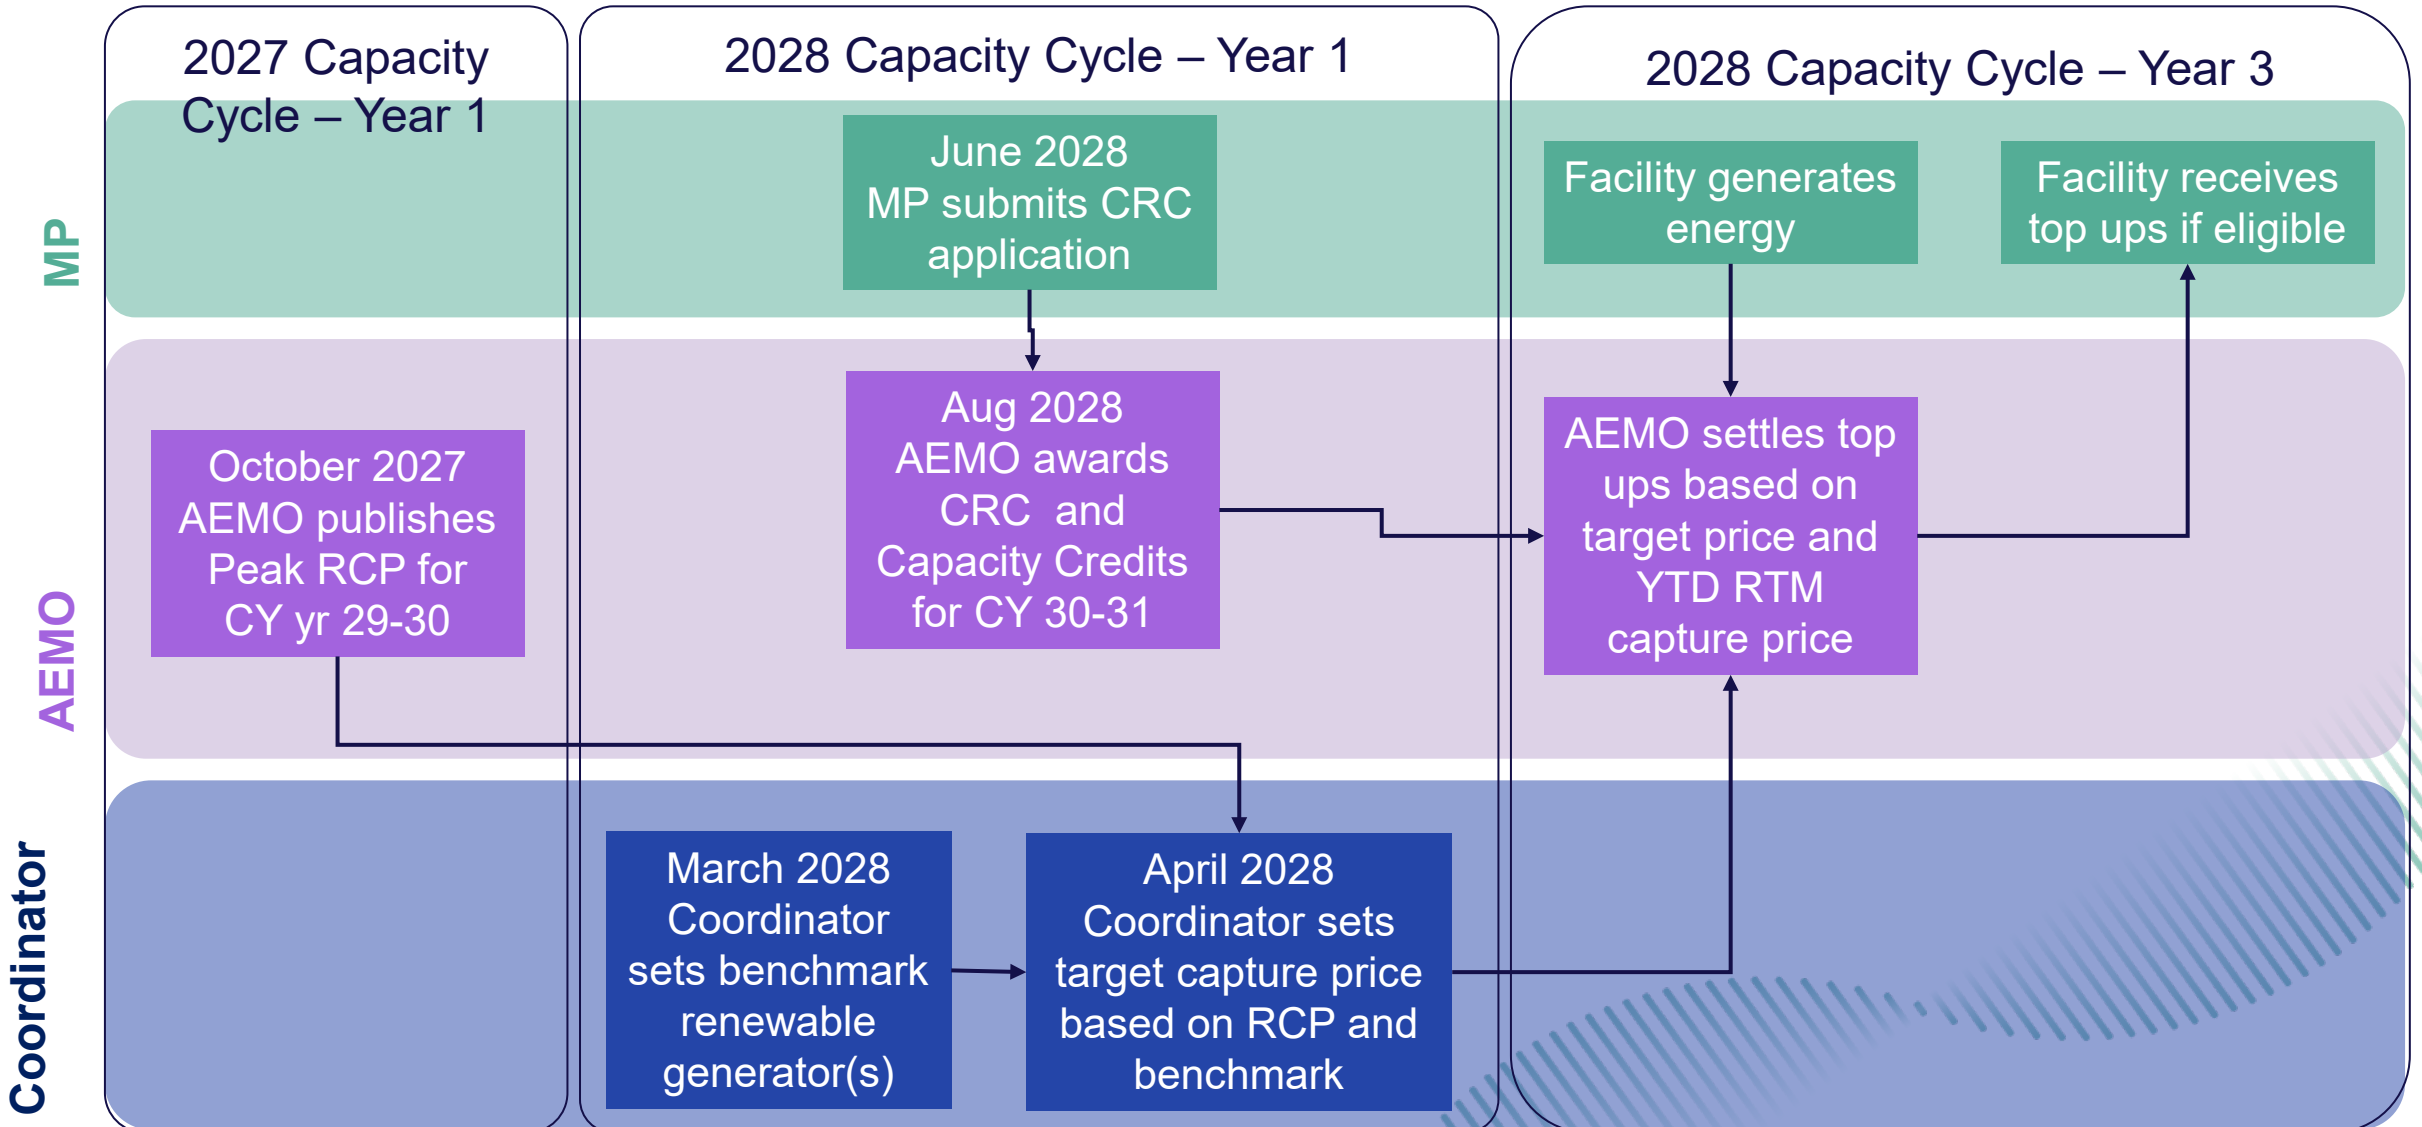 2027 Capacity
Cycle – Year 1
2028 Capacity Cycle – Year 1
2028 Capacity Cycle – Year 3
MP
June 2028
MP submits CRC
application
Facility generates
energy
Facility receives
top ups if eligible
AEMO
October 2027
AEMO publishes
Peak RCP for
CY yr 29-30
Aug 2028
AEMO awards
CRC  and
Capacity Credits
for CY 30-31
AEMO settles top
ups based on
target price and
YTD RTM
capture price
Coordinator
March 2028
Coordinator
sets benchmark
renewable
generator(s)
April 2028
Coordinator sets
target capture price
based on RCP and
benchmark